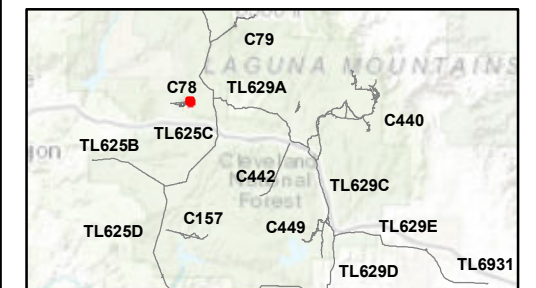 C79
LAGUNA MOUNTAINS
C78
TL629A
C440
TL625C
TL625B
gon
Cleveland
National
Forest
C442
TL629C
C157
C449
TL629E
TL625D
TL629D
TL6931